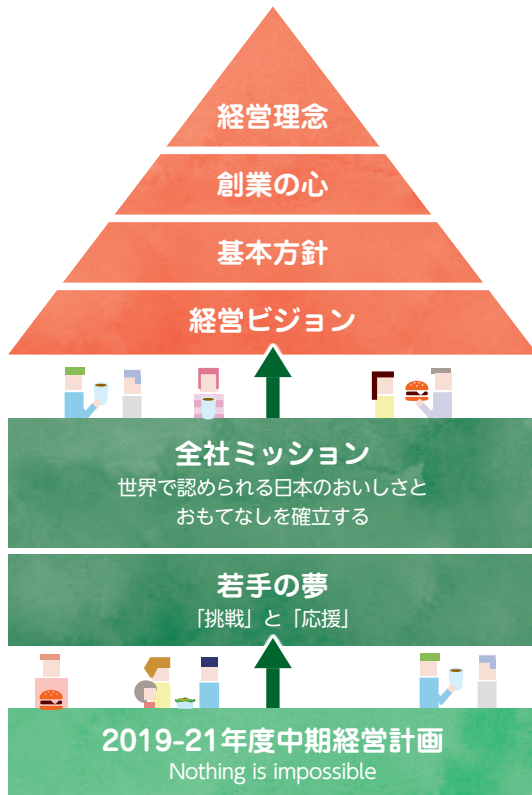 経営理念
創業の心
基本方針
経営ビジョン
全社ミッション
世界で認められる日本のおいしさと
おもてなしを確立する
若手の夢
「挑戦」と「応援」
2019-21年度中期経営計画
Nothing is impossible